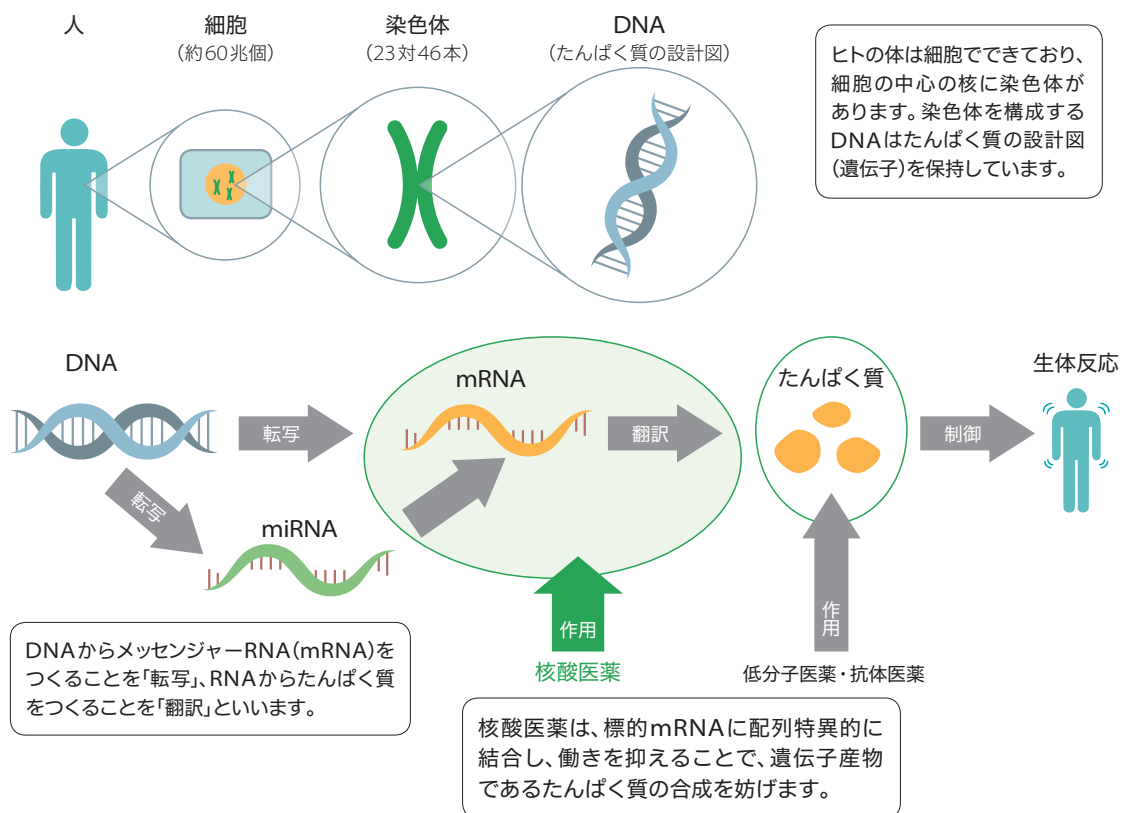 人
細胞
(約60兆個)
染色体
(23対46本)
DNA
(たんぱく質の設計図)
ヒトの体は細胞でできており、
細胞の中心の核に染色体が
あります。染色体を構成する
DNAはたんぱく質の設計図
(遺伝子)を保持しています。
DNA
転写
mRNA
翻訳
たんぱく質
制御
生体反応
転写
miRNA
作用
核酸医薬
作用
低分子医薬・抗体医薬
DNAからメッセンジャーRNA(mRNA)を
つくることを「転写」、RNAからたんぱく質
をつくることを「翻訳」といいます。
核酸医薬は、標的mRNAに配列特異的に
結合し、働きを抑えることで、遺伝子産物
であるたんぱく質の合成を妨げます。